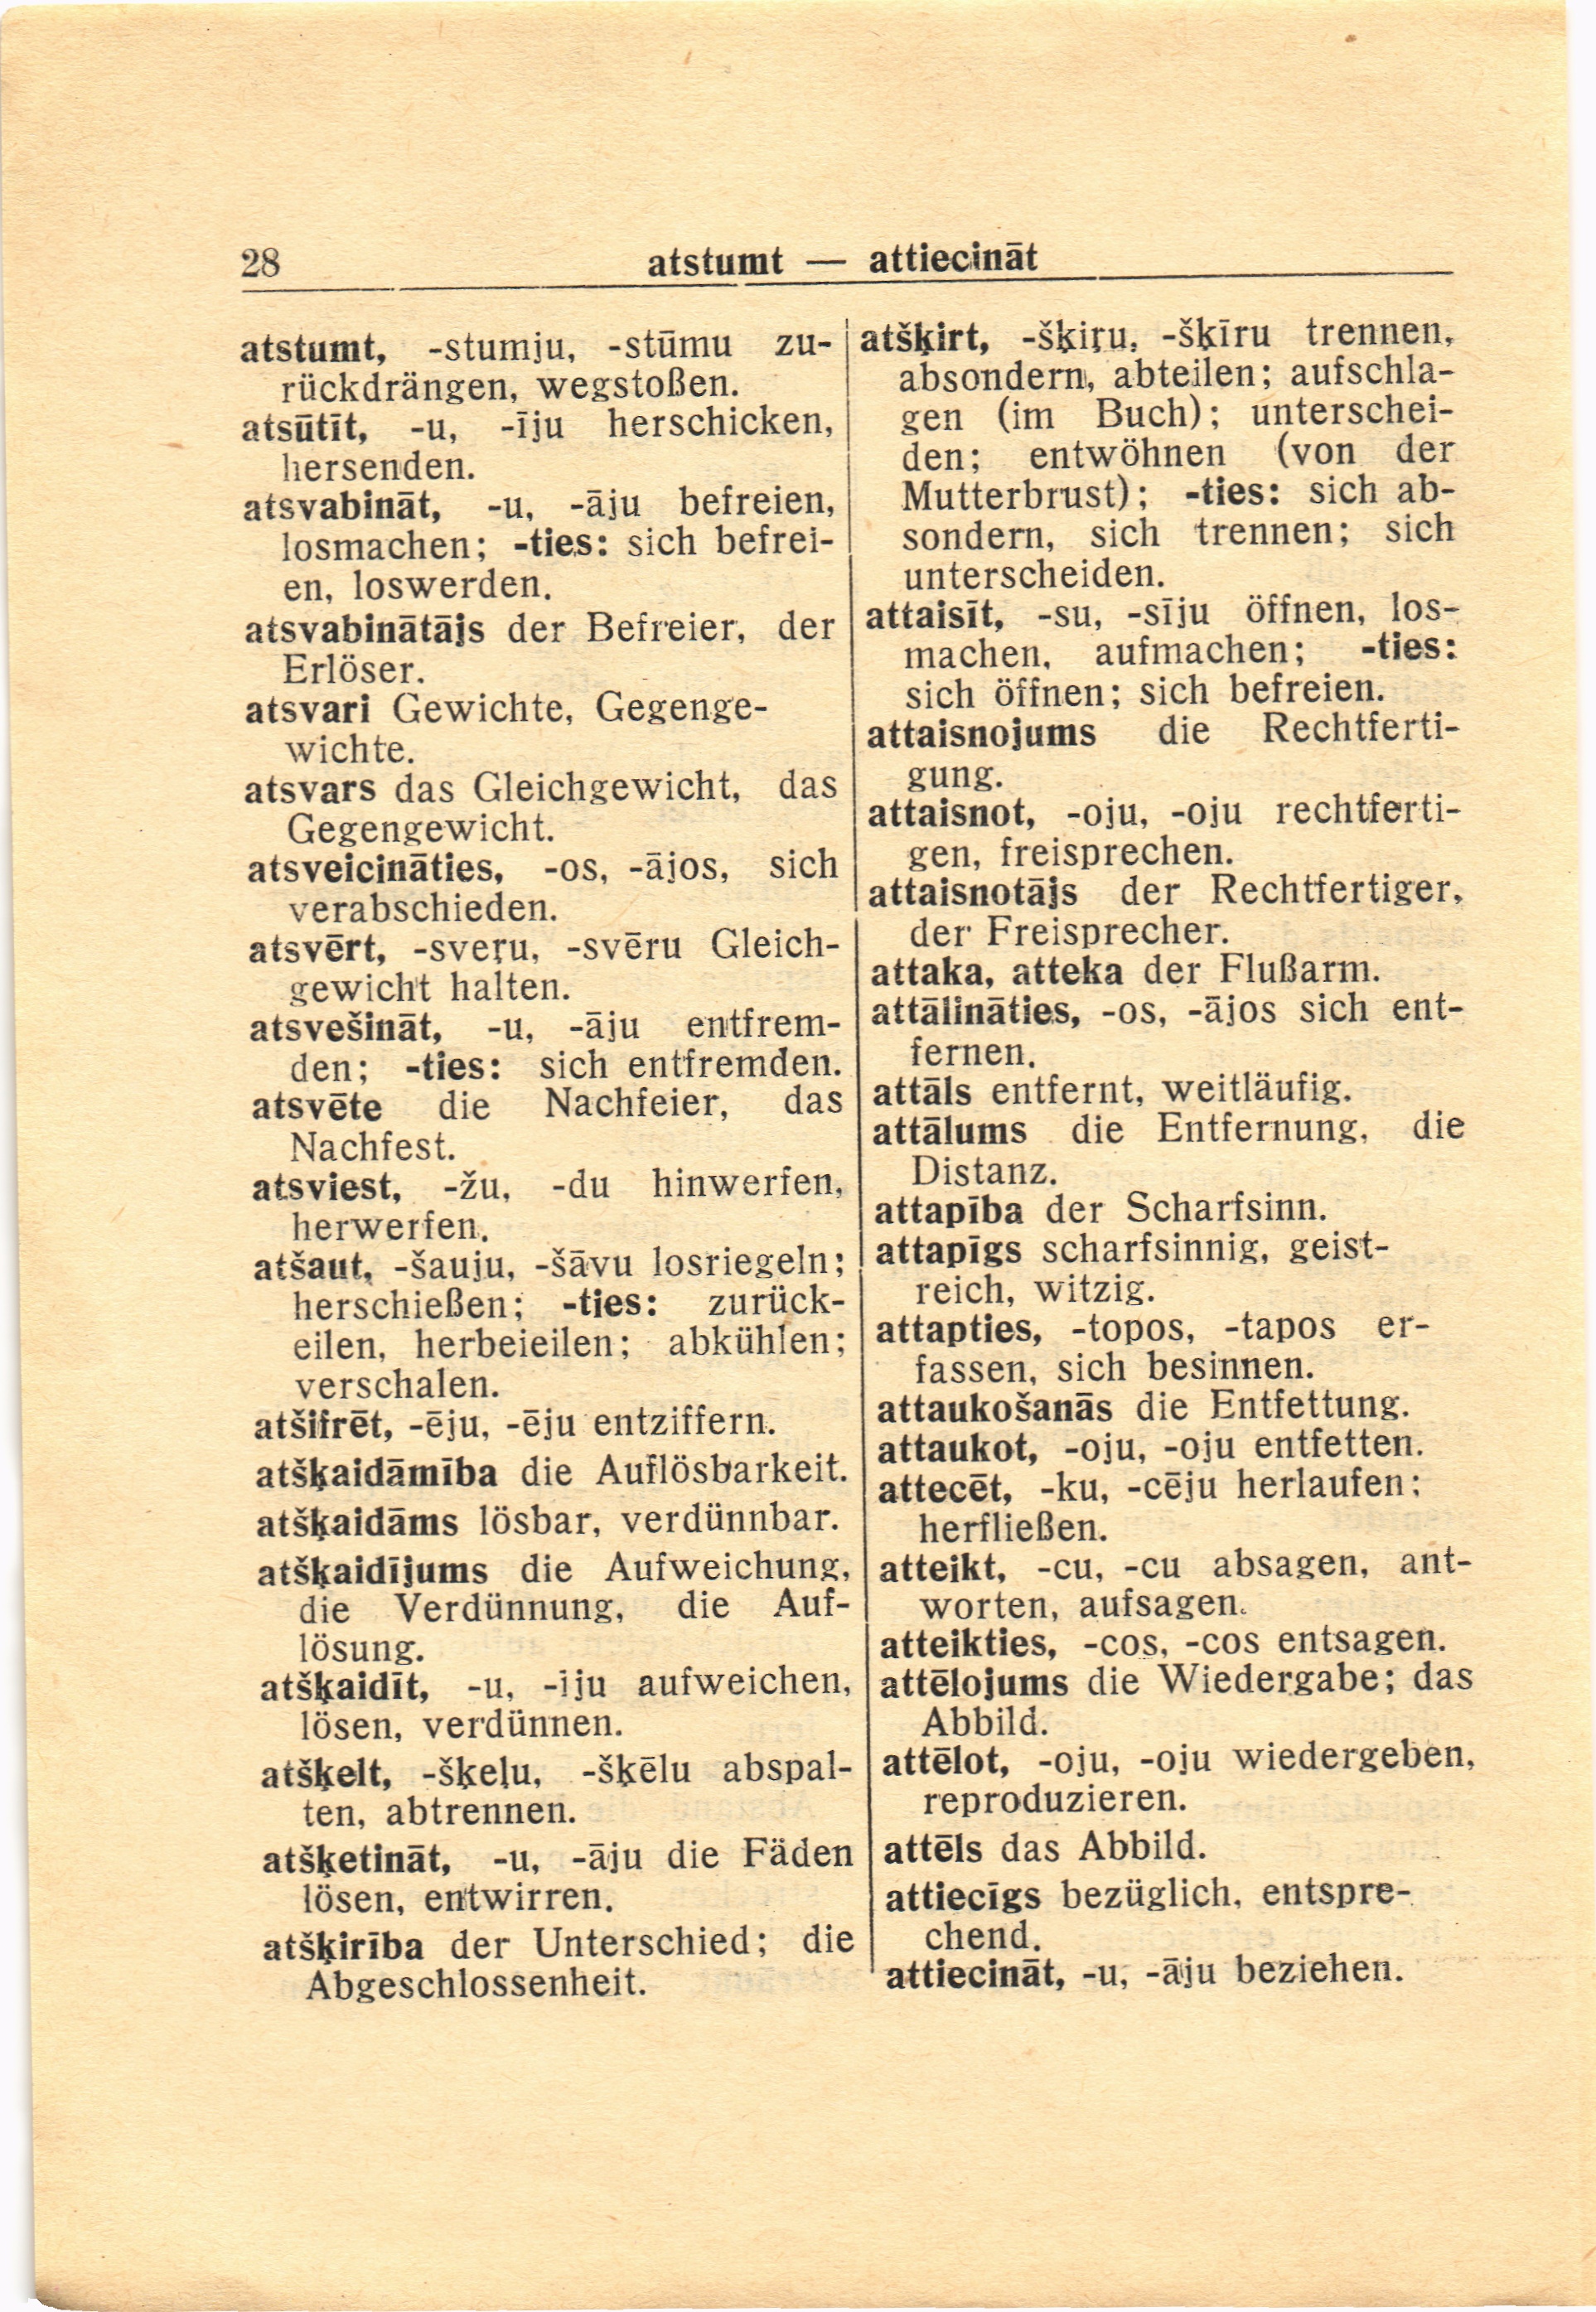 28
atstumt — attiecināt
atstumt, -stumju, -stūmu zu-
rückdrängen, wegstoßen.
atsūtīt, -u, -īju herschicken,
hersenden.
atsvabināt, -u, -āju befreien,
losmachen; -ties: sich befrei-
en, loswerden.
atsvabinātājs der Befreier, der
Erlöser.
atsvari Gewichte, Gegenge-
wichte.
atsvars das Gleichgewicht, das
Gegengewicht.
atsveicināties, -os, -ājos, sich
verabschieden.
atsvērt, -sveŗu, -svēru Gleich-
gewicht halten.
atsvešināt, -u, -āju entfrem-
den; -ties: sich entfremden.
atsvēte die Nachfeier, das
Nachfest.
atsviest, -žu, -du hinwerfen,
herwerfen.
atšaut, -šauju, -šāvu losriegeln;
herschießen; -ties: zurück-
eilen, herbeieilen; abkühlen;
verschalen.
atšifrēt, -ēju, -ēju entziffern.
atšķaidāmība die Auflösbarkeit.
atšķaidāms lösbar, verdünnbar.
atšķaidījums die Aufweichung,
die Verdünnung, die Auf-
lösung.
atšķaidīt, -u, -īju aufweichen,
lösen, verdünnen.
atšķelt, -šķeļu, -šķēlu abspal-
ten, abtrennen.
atšķetināt, -u, -āju die Fäden
lösen, entwirren.
atšķirība der Unterschied; die
Abgeschlossenheit.
atšķirt, -šķiŗu, -šķīru trennen,
absondern, abteilen; aufschla-
gen (im Buch); unterschei-
den; entwöhnen (von der
Mutterbrust); -ties: sich ab-
sondern, sich trennen; sich
unterscheiden.
attaisīt, -su, -sīju öffnen, los-
machen, aufmachen; -ties:
sich öffnen; sich befreien.
attaisnojums die Rechtferti-
gung.
attaisnot, -oju, -oju rechtferti-
gen, freisprechen.
attaisnotājs der Rechtfertiger,
der Freisprecher.
attaka, atteka der Flußarm.
attālināties, -os, -ājos sich ent-
fernen.
attāls entfernt, weitläufig.
attālums die Entfernung, die
Distanz.
attapība der Scharfsinn.
attapīgs scharfsinnig, geist-
reich, witzig.
attapties, -topos, -tapos er-
fassen, sich besinnen.
attaukošanās die Entfettung.
attaukot, -oju, -oju entfetten.
attecēt, -ku, -cēju herlaufen;
herfließen.
atteikt, -cu, -cu absagen, ant-
worten, aufsagen.
atteikties, -cos, -cos entsagen.
attēlojums die Wiedergabe; das
Abbild.
attēlot, -oju, -oju wiedergeben,
reproduzieren.
attēls das Abbild.
attiecīgs bezüglich, entspre-
chend.
attiecināt, -u, -āju beziehen.